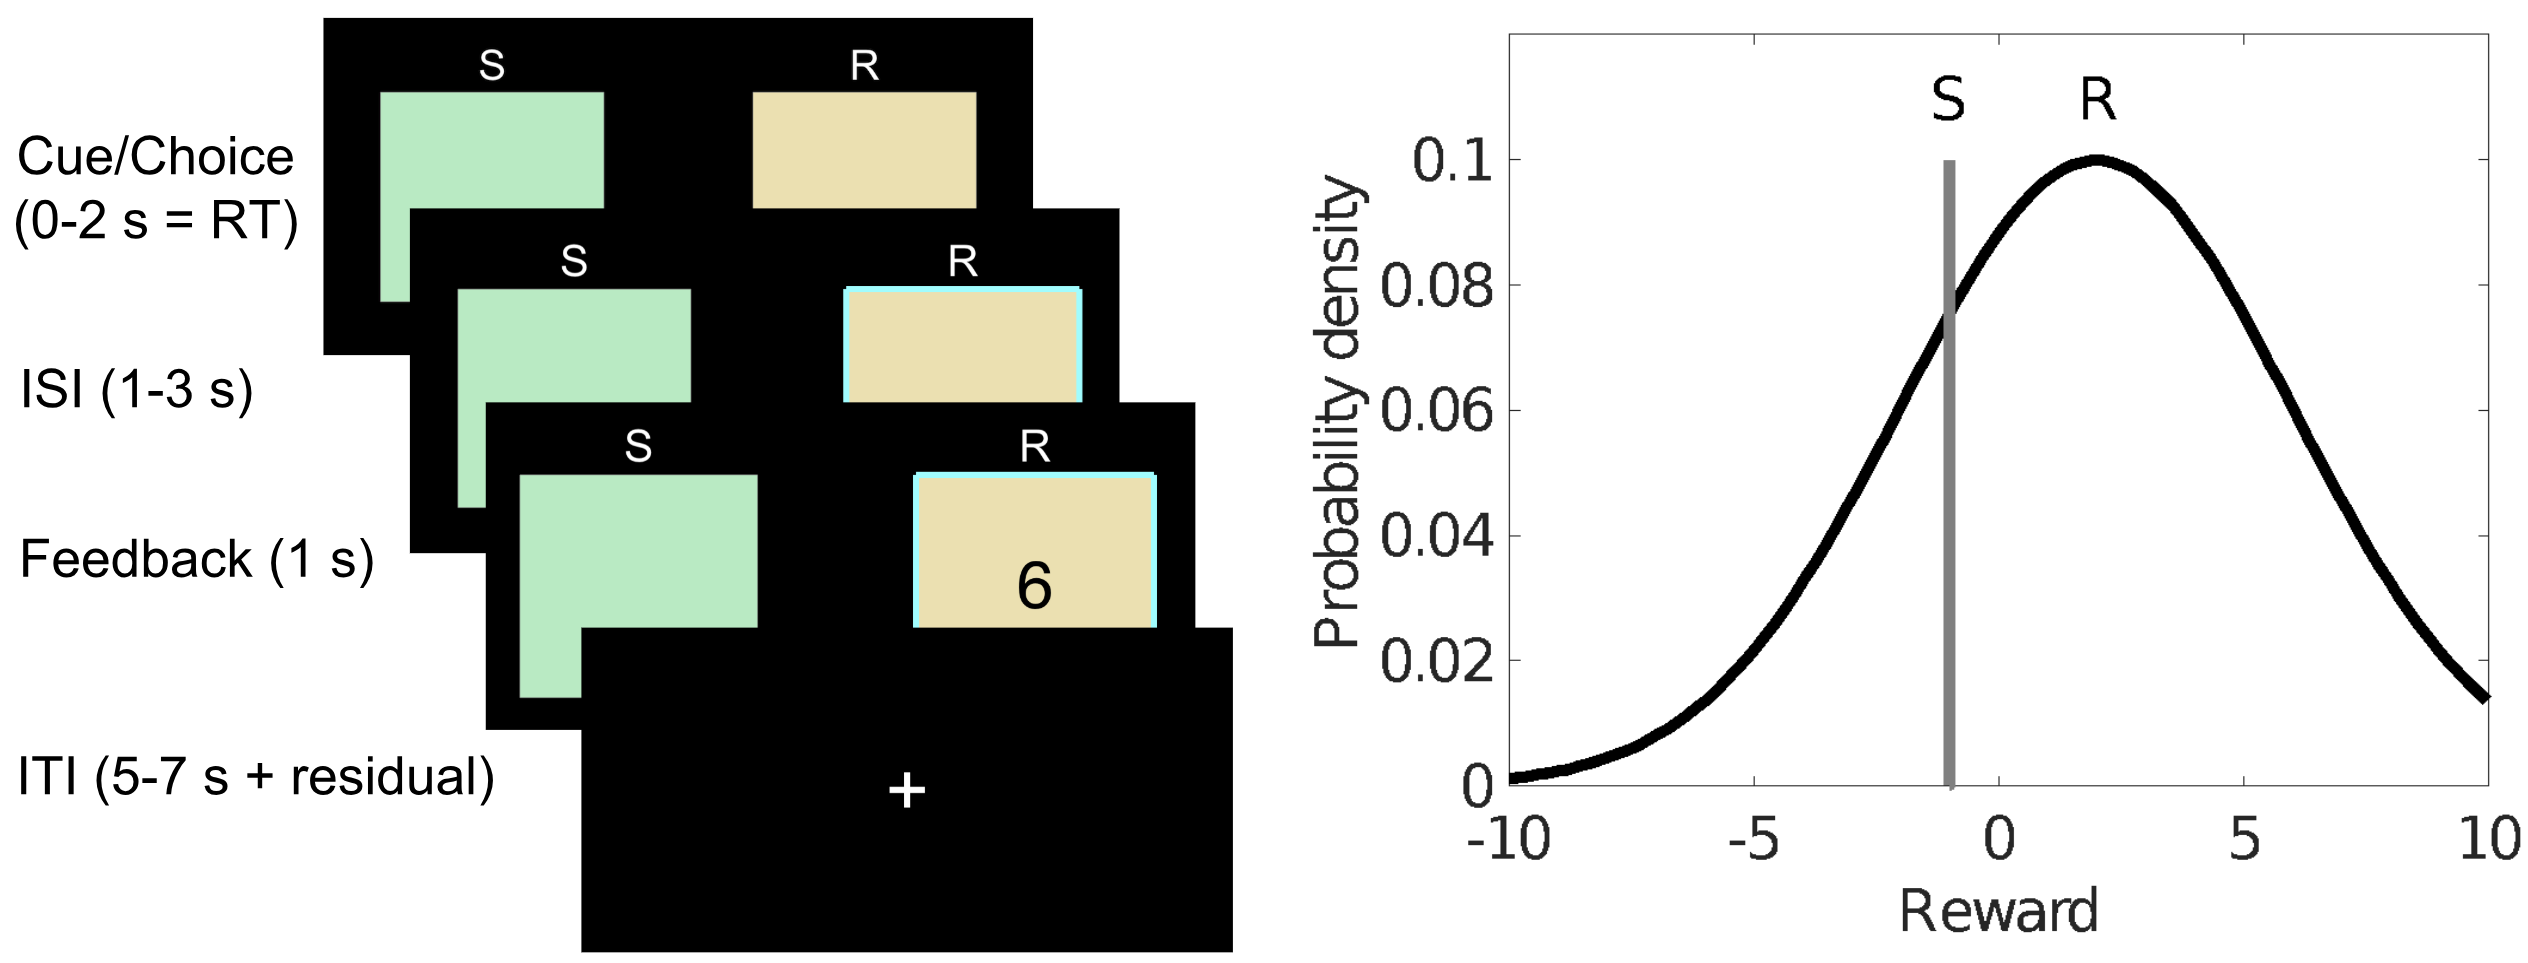 S R
Cue/Choice
(0-2 s = RT)
S R
ISI (1-3 s)
S R
Feedback (1 s)
6
ITI (5-7 s + residual)
+
S R
Probability density
0.1
0.08
0.06
0.04
0.02
0
-10 -5 0 5 10
Reward